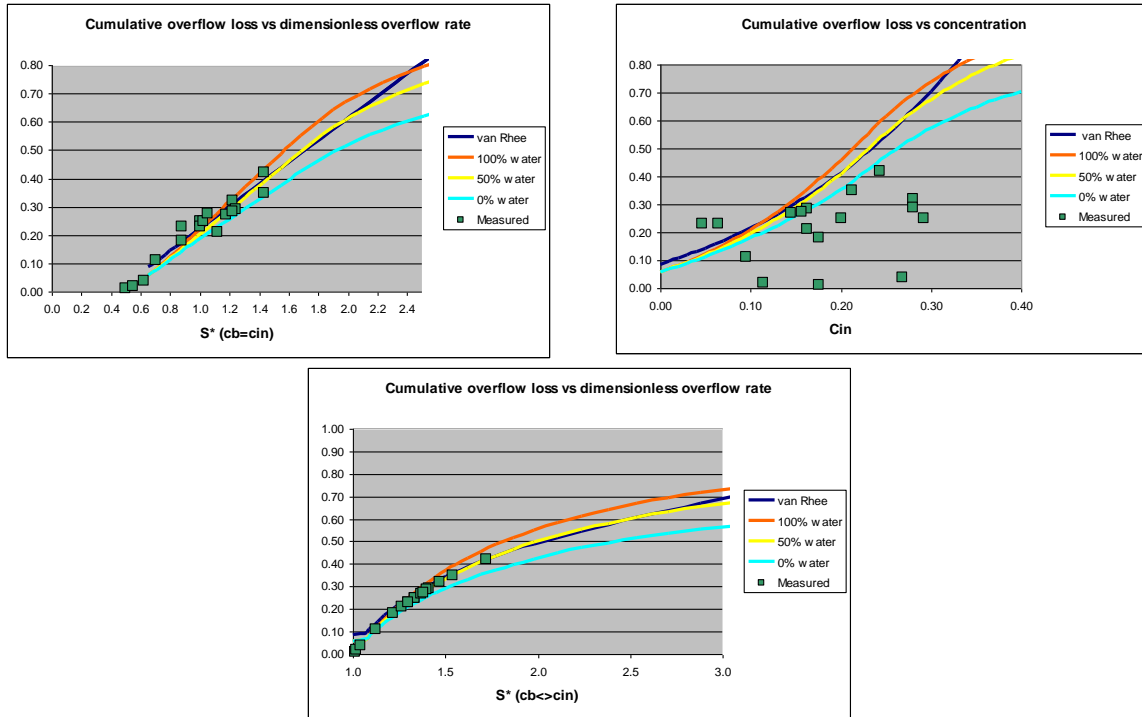 Cumulative overflow loss vs dimensionless overflow rate
0.80
0.70
0.60
0.50
0.40
0.30
0.20
0.10
0.00
0.0 0.2 0.4 0.6 0.8 1.0 1.2 1.4 1.6 1.8 2.0 2.2 2.4
S* (cb=cin)
van Rhee
100% water
50% water
0% water
Measured
Cumulative overflow loss vs concentration
0.80
0.70
0.60
0.50
0.40
0.30
0.20
0.10
0.00
0.00 0.10 0.20 0.30 0.40
Cin
van Rhee
100% water
50% water
0% water
Measured
Cumulative overflow loss vs dimensionless overflow rate
1.00
0.90
0.80
0.70
0.60
0.50
0.40
0.30
0.20
0.10
0.00
1.0 1.5 2.0 2.5 3.0
S* (cb<>cin)
van Rhee
100% water
50% water
0% water
Measured